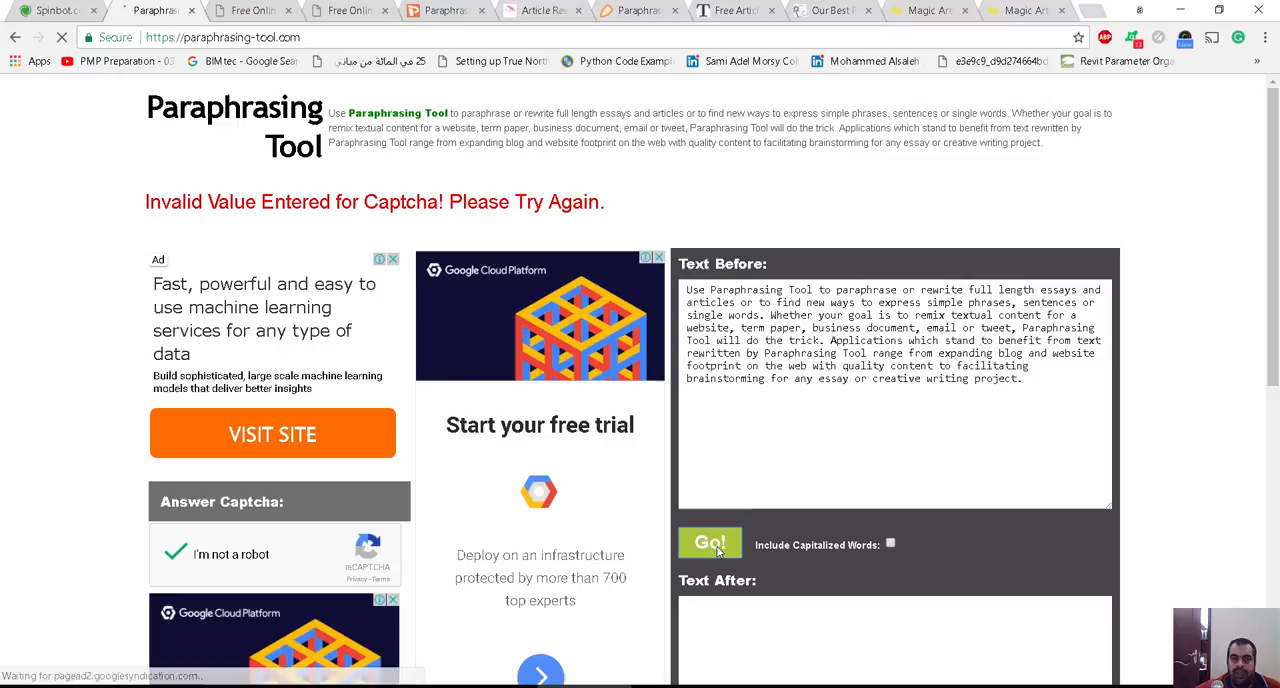 Spinbot.c
Paraphras
Free Onlin
Free Onlin
Paraphras
Article Re
Paraphras
Free Articl
Our Best P
Magic Art
Magic Art
Secure | https://paraphrasing-tool.com
Apps
PMP Preparation - 03
BIMtec - Google Sear
25 في المائة من مباني
Setting up True North
Python Code Exampl
Sami Adel Morsy Col
Mohammed Alsaleh
e3e9c9_d9d274664bd
Revit Parameter Orga
Paraphrasing
Tool
Use Paraphrasing Tool to paraphrase or rewrite full length essays and articles or to find new ways to express simple phrases, sentences or single words. Whether your goal is to
remix textual content for a website, term paper, business document, email or tweet, Paraphrasing Tool will do the trick. Applications which stand to benefit from text rewritten by
Paraphrasing Tool range from expanding blog and website footprint on the web with quality content to facilitating brainstorming for any essay or creative writing project.
Invalid Value Entered for Captcha! Please Try Again.
Ad
Fast, powerful and easy to
use machine learning
services for any type of
data
Build sophisticated, large scale machine learning
models that deliver better insights
VISIT SITE
Answer Captcha:
I'm not a robot
reCAPTCHA
Privacy - Terms
Google Cloud Platform
Google Cloud Platform
Start your free trial
Deploy on an infrastructure
protected by more than 700
top experts
Text Before:
Use Paraphrasing Tool to paraphrase or rewrite full length essays and
articles or to find new ways to express simple phrases, sentences or
single words. Whether your goal is to remix textual content for a
website, term paper, business document, email or tweet, Paraphrasing
Tool will do the trick. Applications which stand to benefit from text
rewritten by Paraphrasing Tool range from expanding blog and website
footprint on the web with quality content to facilitating
brainstorming for any essay or creative writing project.
Go!
Include Capitalized Words:
Text After:
Waiting for pagead2.googlesyndication.com...